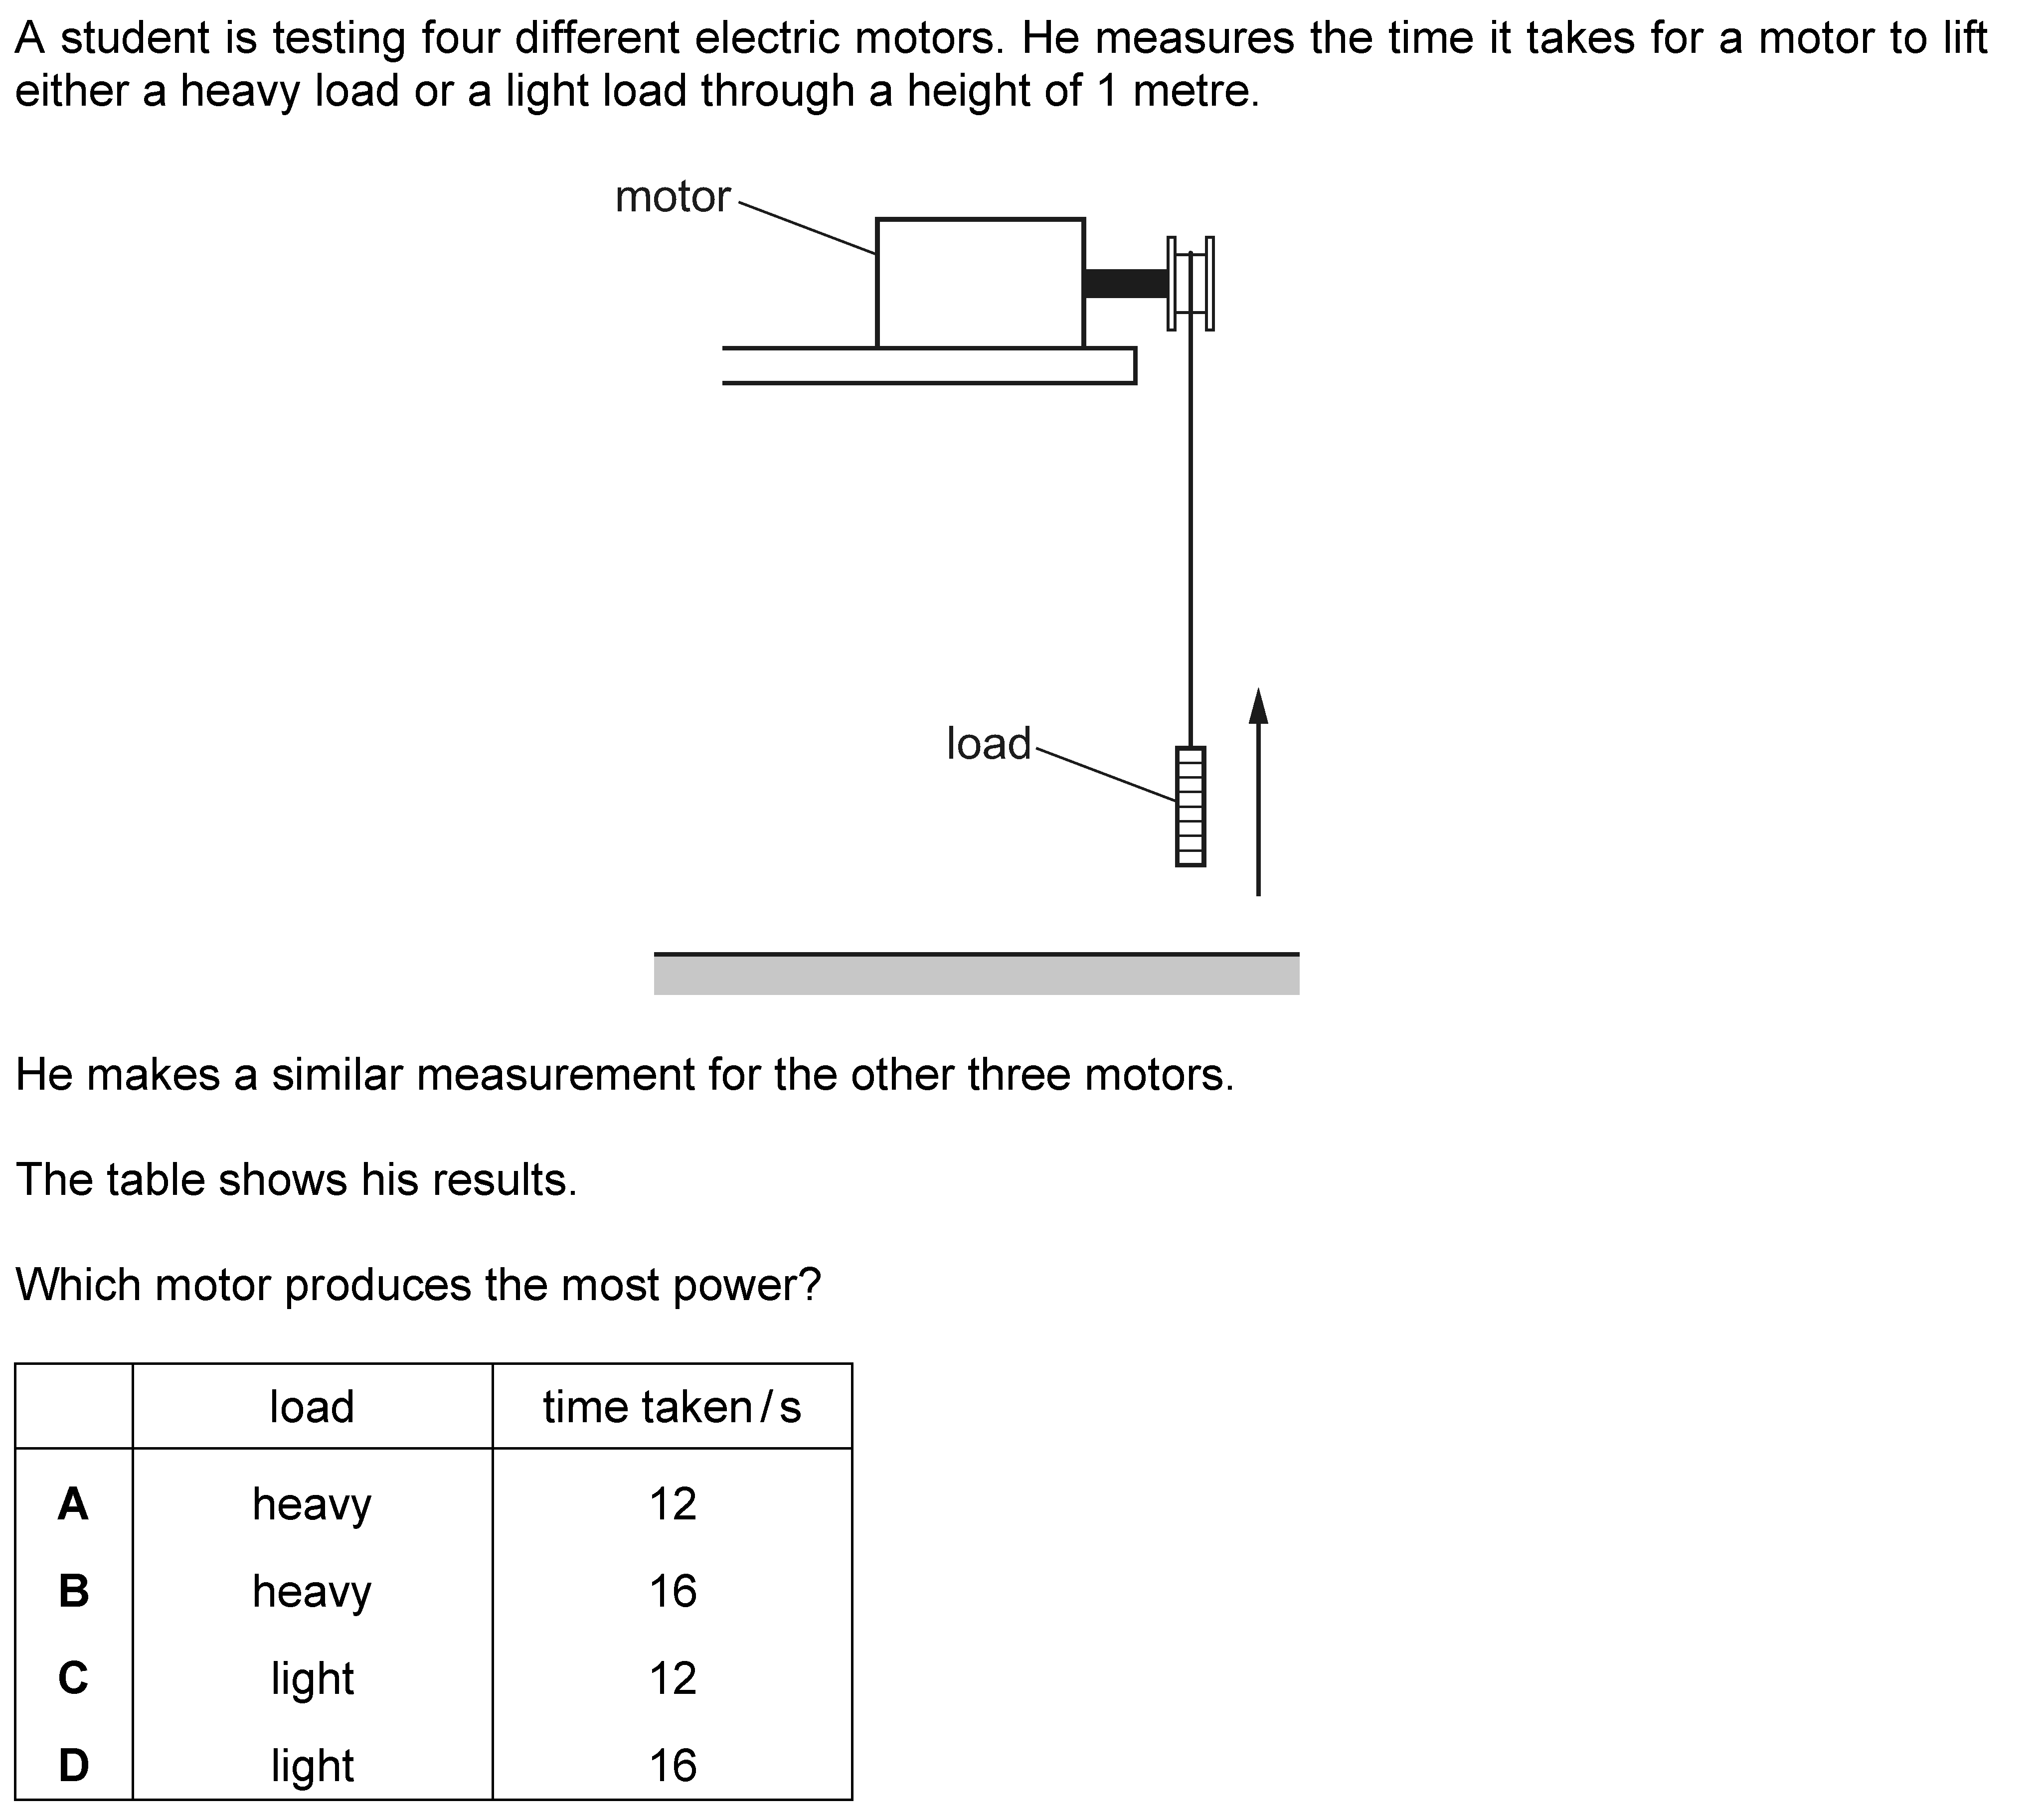 A student is testing four different electric motors. He measures the time it takes for a motor to lift
either a heavy load or a light load through a height of 1 metre.
motor
load
He makes a similar measurement for the other three motors.
The table shows his results.
Which motor produces the most power?
load time taken / s
A heavy 12
B heavy 16
C light 12
D light 16